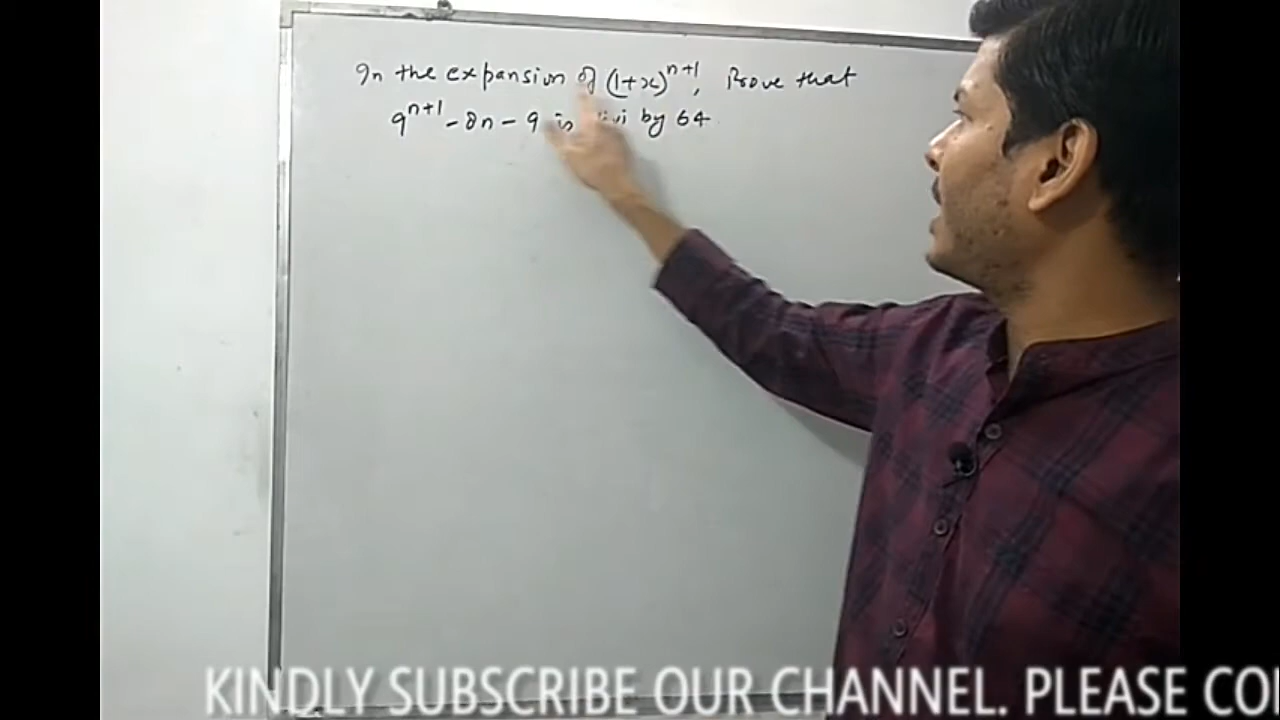 In the expansion of (1+x)^{n+1}, Prove that
9^{n+1} - 8n - 9 is divi by 64
KINDLY SUBSCRIBE OUR CHANNEL. PLEASE